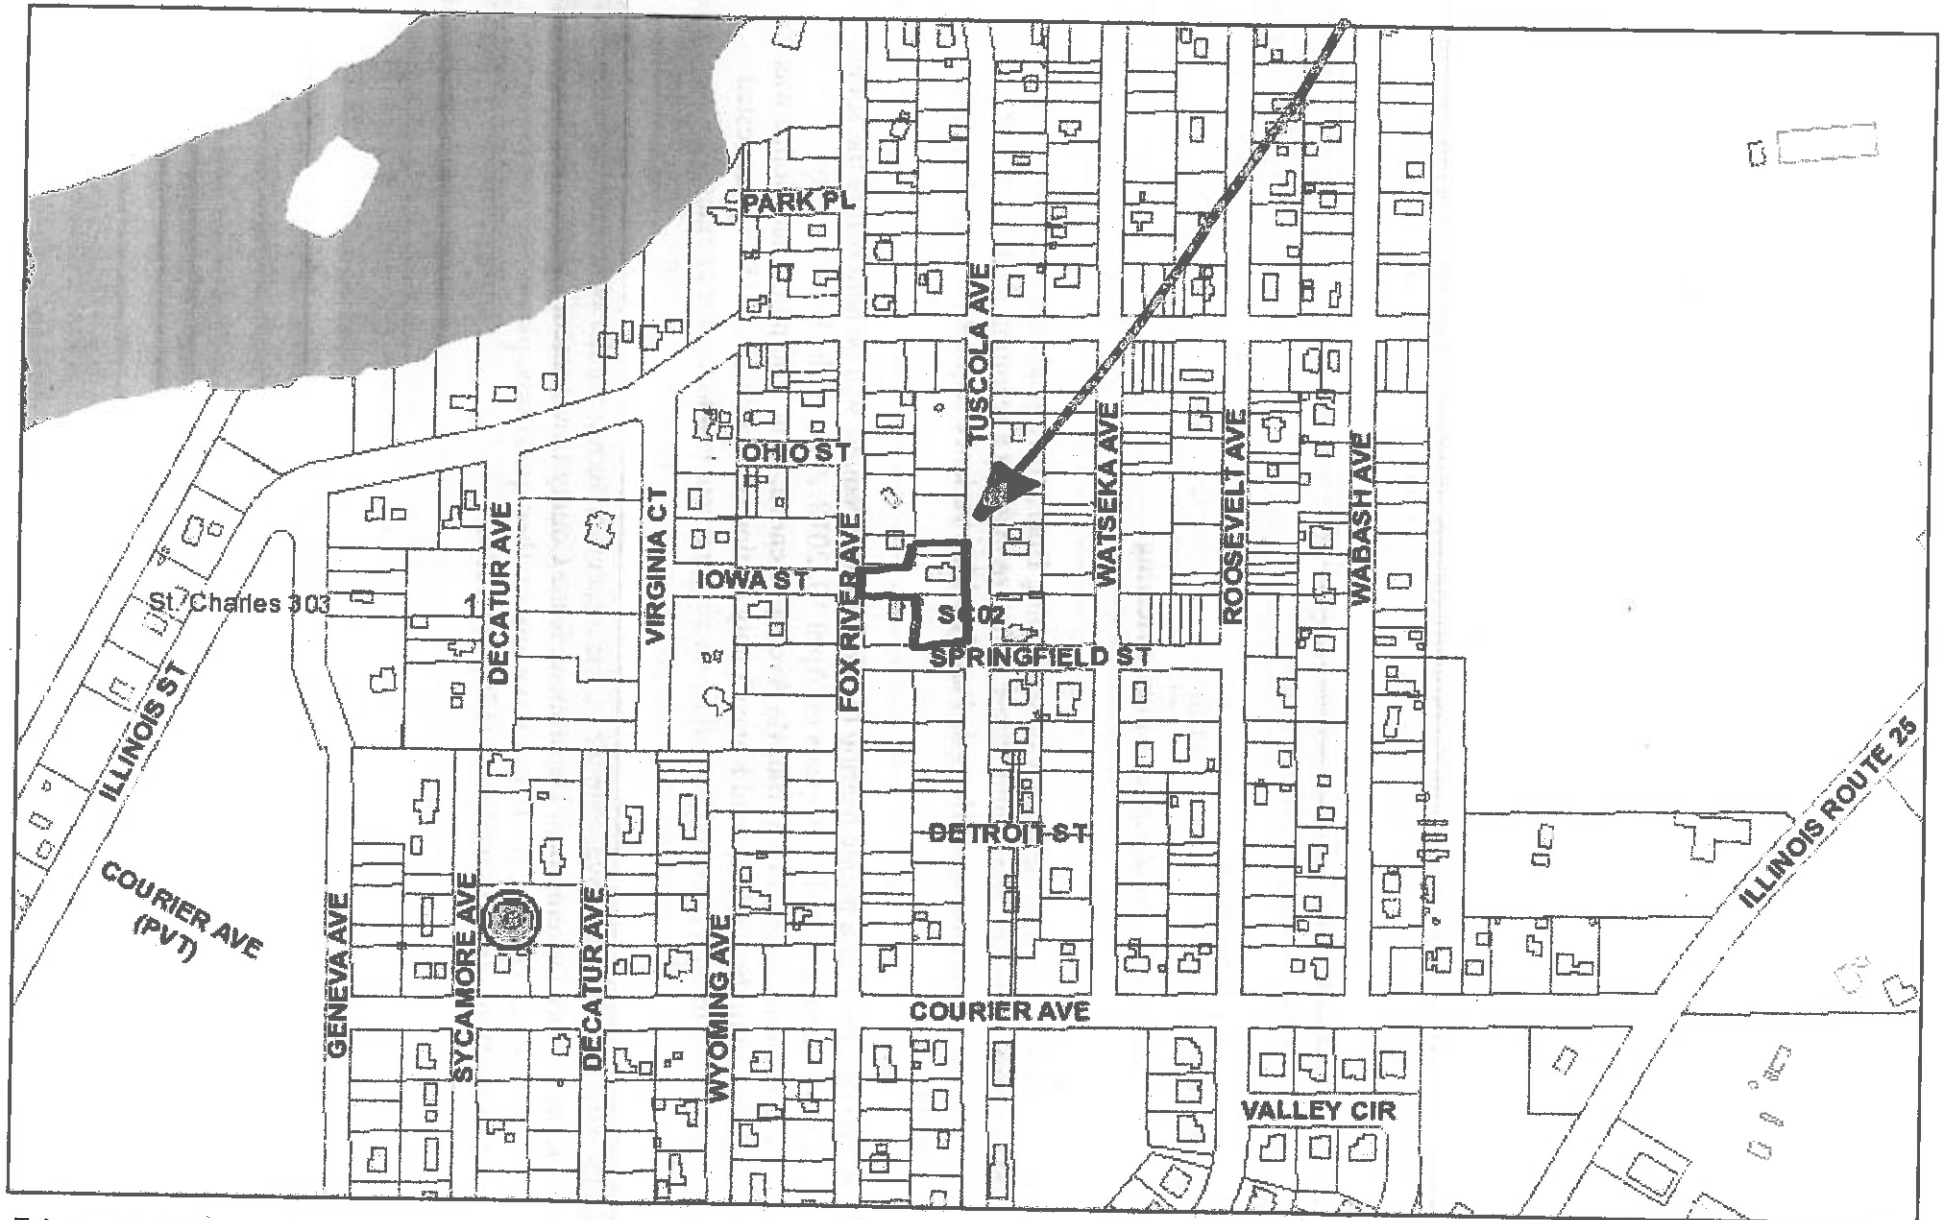 PARK PL
TUSCOLA AVE
OHIO ST
WATSEKA AVE
ROOSEVELT AVE
WABASH AVE
DECATUR AVE
VIRGINIA CT
IOWA ST
FOX RIVER AVE
St. Charles 303
1
SC02
SPRINGFIELD ST
ILLINOIS ST
ILLINOIS ROUTE 25
DETROIT ST
COURIER AVE
(PVT)
GENEVA AVE
SYCAMORE AVE
DECATUR AVE
WYOMING AVE
COURIER AVE
VALLEY CIR